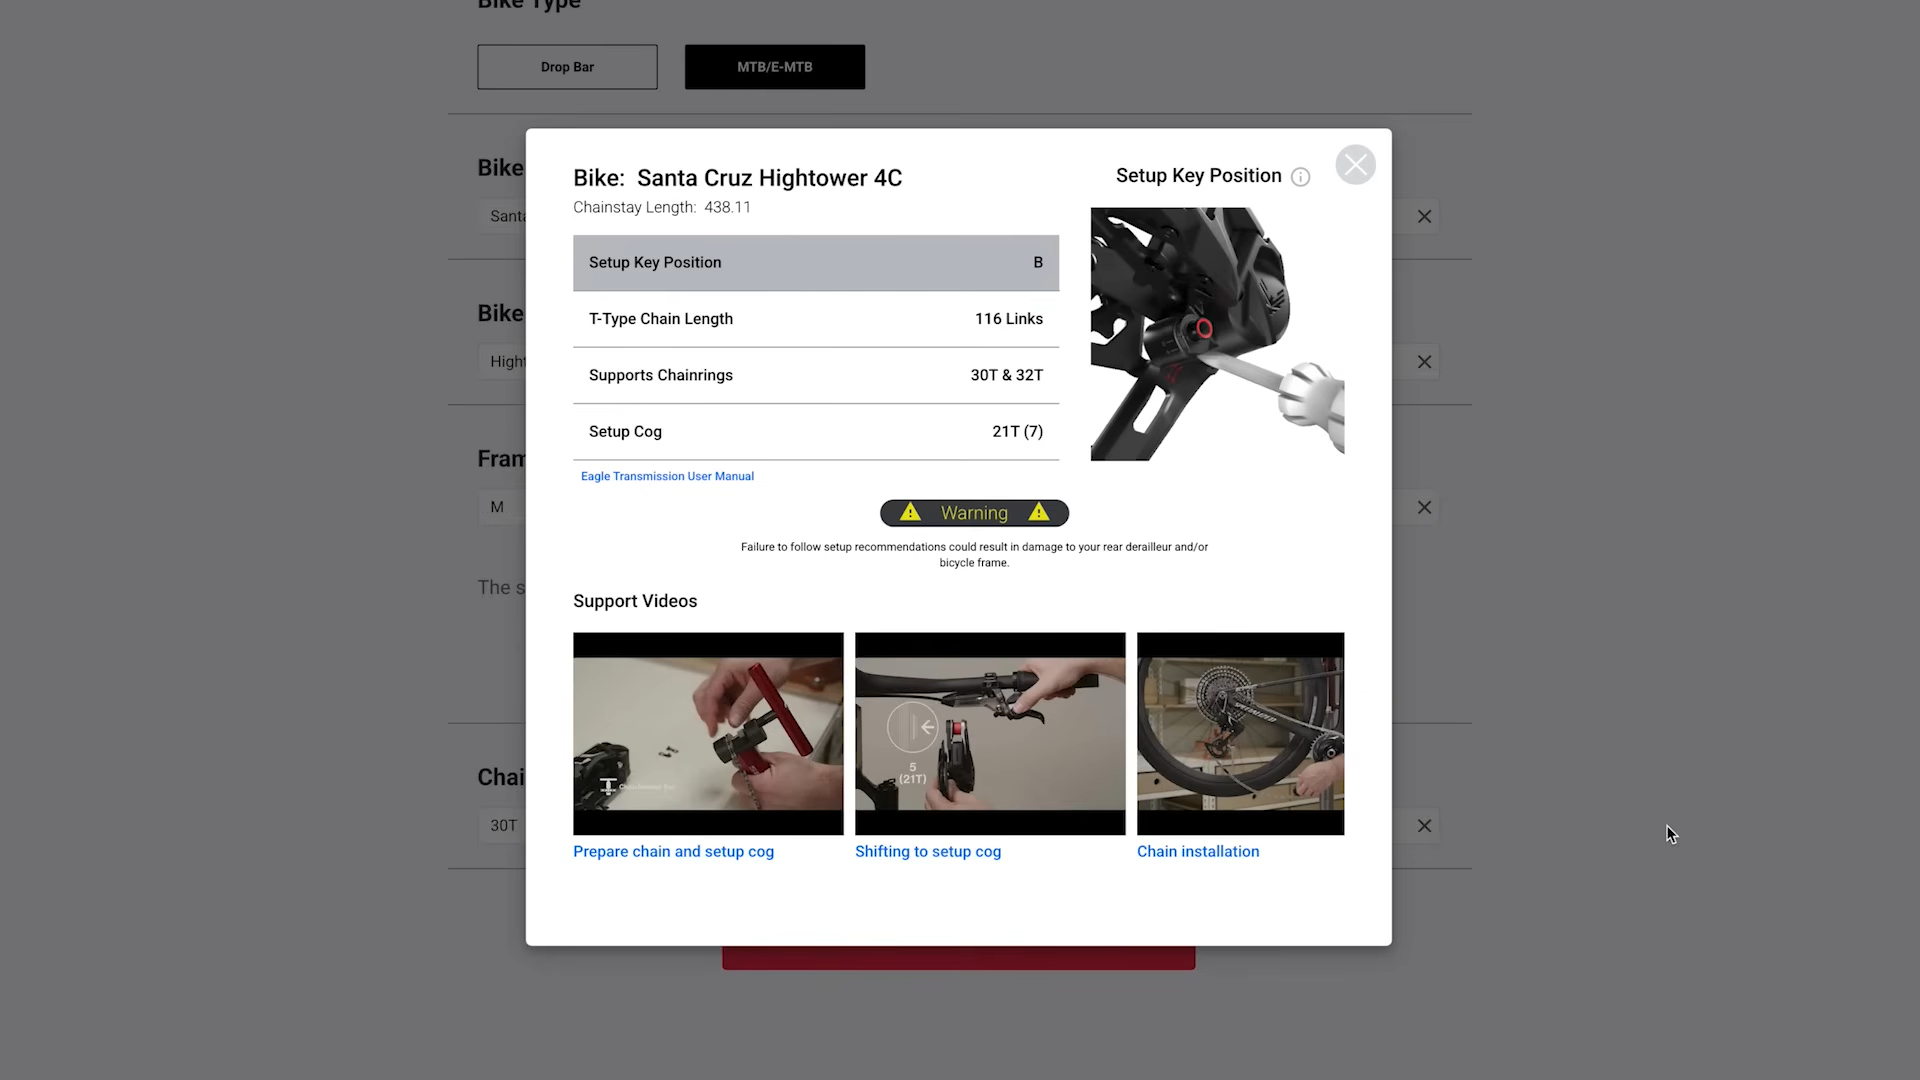 Bike Type
Drop Bar
MTB/E-MTB
Bike
Santa
Bike
Hight
Fram
M
The s
Chai
30T
Bike: Santa Cruz Hightower 4C
Chainstay Length: 438.11
Setup Key Position B
T-Type Chain Length 116 Links
Supports Chainrings 30T & 32T
Setup Cog 21T (7)
Eagle Transmission User Manual
Setup Key Position
Warning
Failure to follow setup recommendations could result in damage to your rear derailleur and/or
bicycle frame.
Support Videos
5
(21T)
Prepare chain and setup cog
Shifting to setup cog
Chain installation